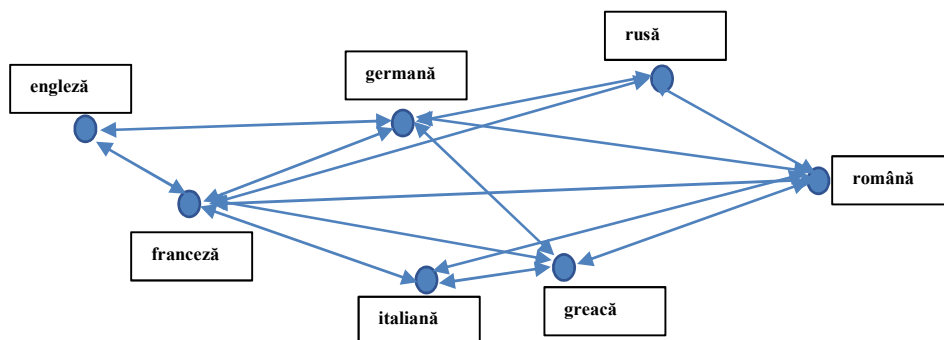 rusă
germană
engleză
română
franceză
greacă
italiană